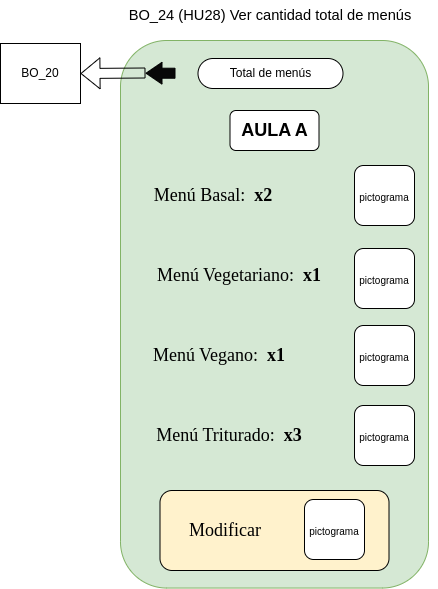 BO_24 (HU28) Ver cantidad total de menús
BO_20
Total de menús
AULA A
Menú Basal: x2
pictograma
Menú Vegetariano: x1
pictograma
Menú Vegano: x1
pictograma
Menú Triturado: x3
pictograma
Modificar
pictograma